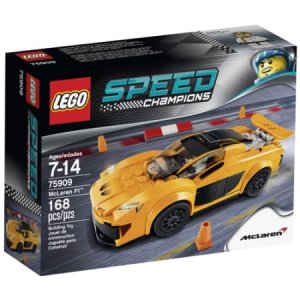 LEGO
SPEED
CHAMPIONS
75909
Ages/edades
7-14
75909
McLaren P1™
168
pcs/pzs
Building Toy
Jouet de construction
Juguete para Construir
McLaren